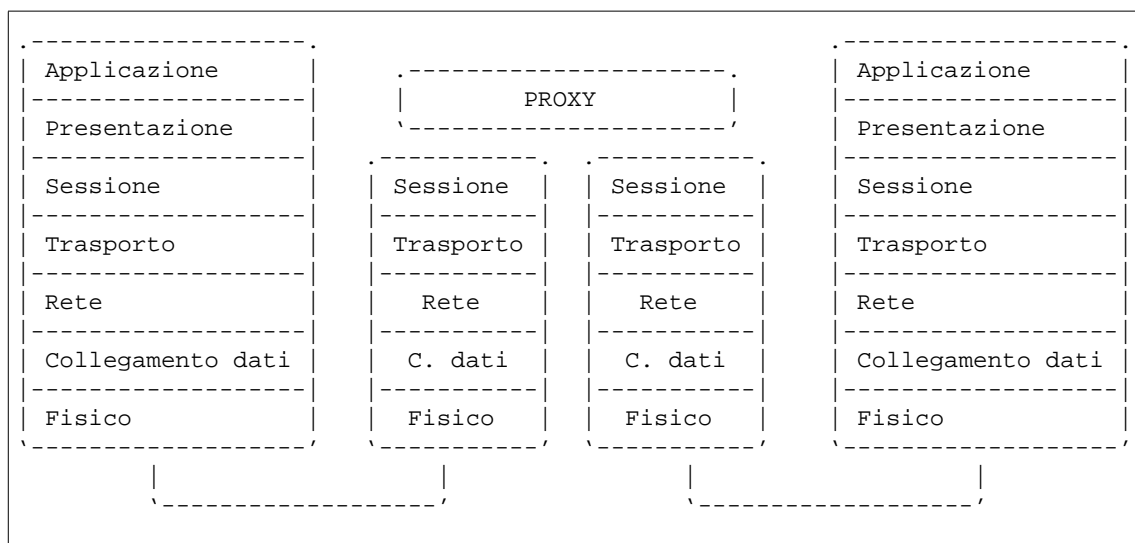 Applicazione Applicazione
PROXY
Presentazione Presentazione
Sessione Sessione Sessione Sessione
Trasporto Trasporto Trasporto Trasporto
Rete Rete Rete Rete
Collegamento dati C. dati C. dati Collegamento dati
Fisico Fisico Fisico Fisico